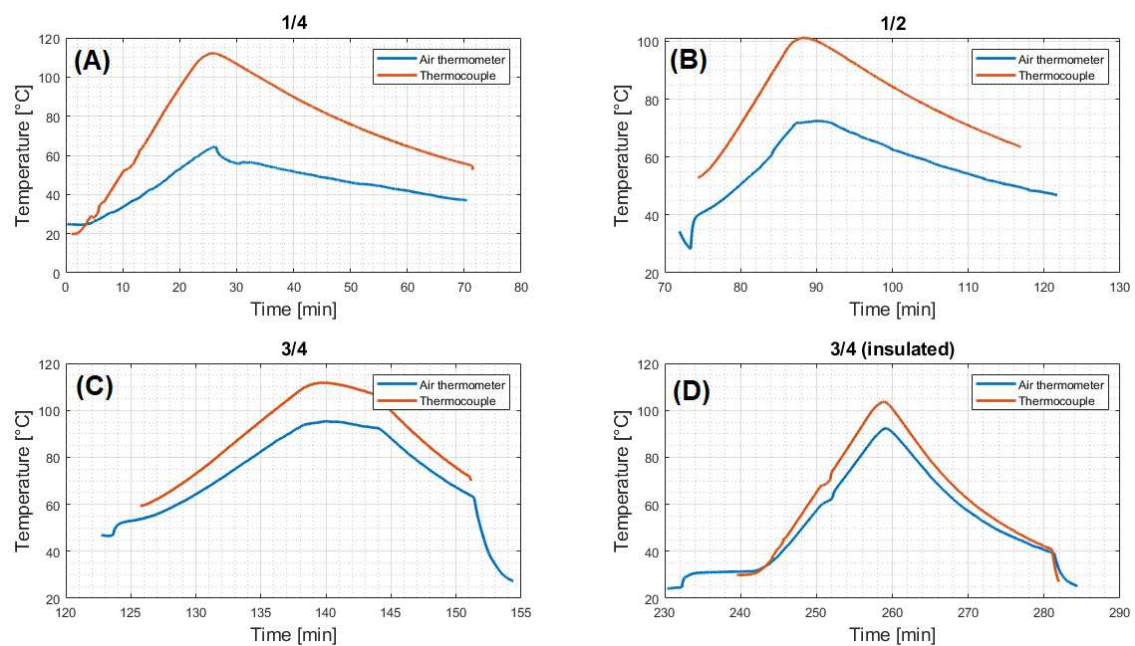 1/4
(A)
Air thermometer
Thermocouple
Temperature [°C]
120
100
80
60
40
20
0
0 10 20 30 40 50 60 70 80
Time [min]
1/2
(B)
Air thermometer
Thermocouple
Temperature [°C]
100
80
60
40
20
70 80 90 100 110 120 130
Time [min]
3/4
(C)
Air thermometer
Thermocouple
Temperature [°C]
120
100
80
60
40
20
120 125 130 135 140 145 150 155
Time [min]
3/4 (insulated)
(D)
Air thermometer
Thermocouple
Temperature [°C]
120
100
80
60
40
20
230 240 250 260 270 280 290
Time [min]